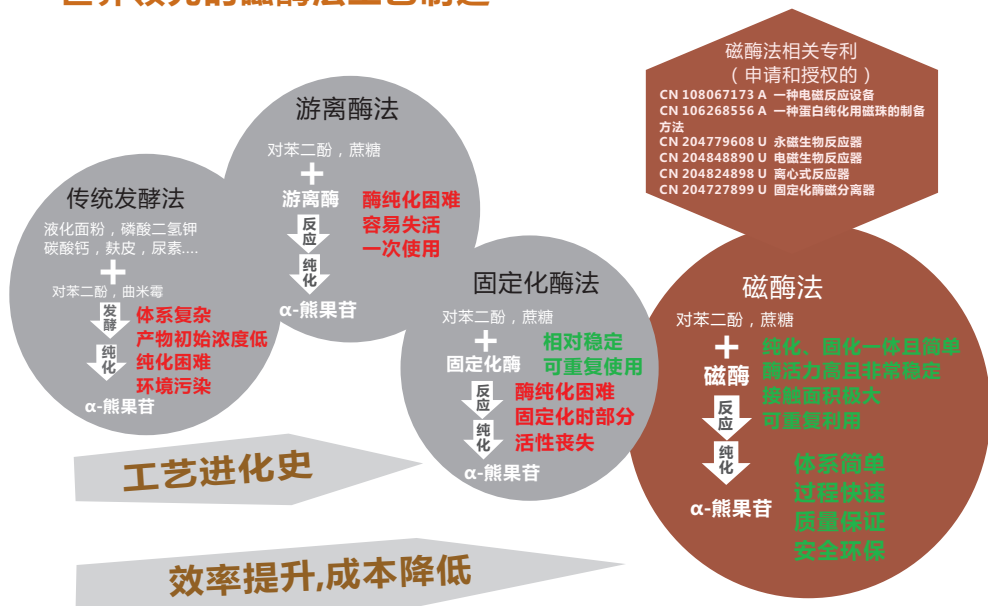 世界领先的磁酶法工艺制造
磁酶法相关专利
（申请和授权的）
CN 108067173 A 一种电磁反应设备
CN 106268556 A 一种蛋白纯化用磁珠的制备
方法
CN 204779608 U 永磁生物反应器
CN 204848890 U 电磁生物反应器
CN 204824898 U 离心式反应器
CN 204727899 U 固定化酶磁分离器
传统发酵法
液化面粉，磷酸二氢钾
碳酸钙，麸皮，尿素....
+
对苯二酚，曲米霉
发酵
纯化
α-熊果苷
体系复杂
产物初始浓度低
纯化困难
环境污染
游离酶法
对苯二酚，蔗糖
+
游离酶
反应
纯化
α-熊果苷
酶纯化困难
容易失活
一次使用
固定化酶法
对苯二酚，蔗糖
+
固定化酶
反应
纯化
α-熊果苷
相对稳定
可重复使用
酶纯化困难
固定化时部分
活性丧失
磁酶法
对苯二酚，蔗糖
+
磁酶
反应
纯化
α-熊果苷
纯化、固化一体且简单
酶活力高且非常稳定
接触面积极大
可重复利用
体系简单
过程快速
质量保证
安全环保
工艺进化史
效率提升,成本降低